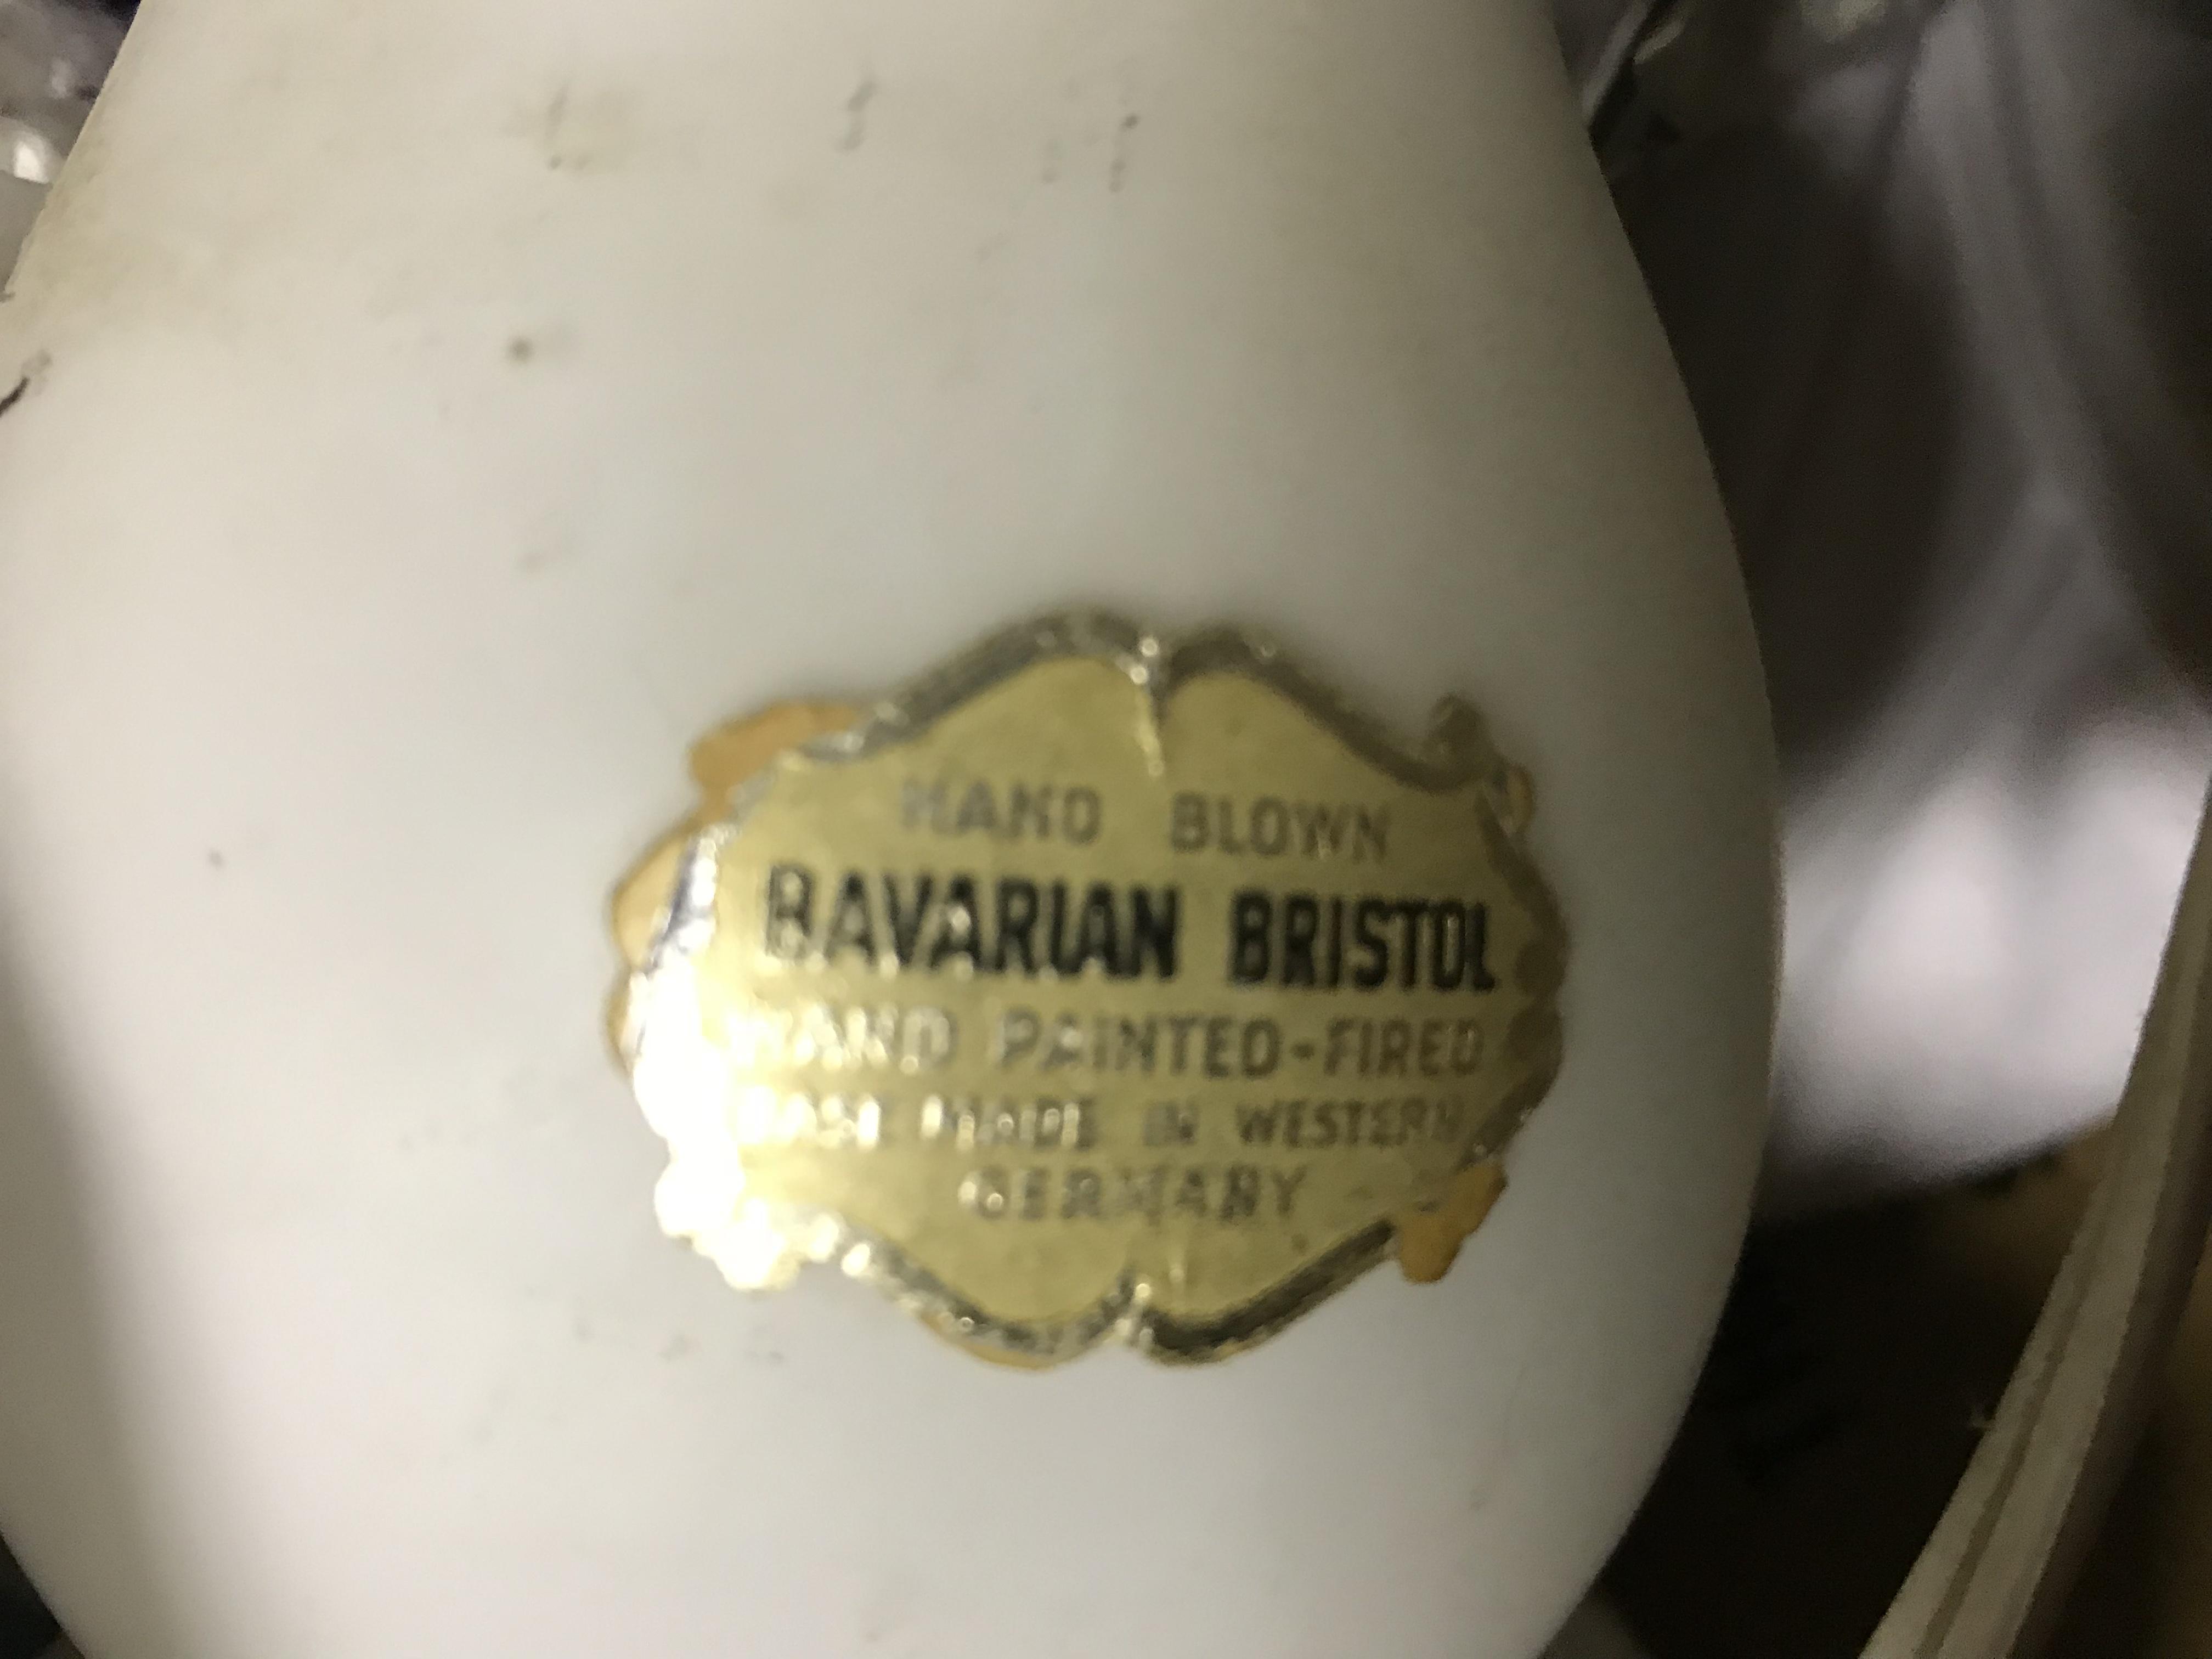 HAND BLOWN
BAVARIAN BRISTOL
HAND PAINTED-FIRED
MADE IN WESTERN
GERMANY